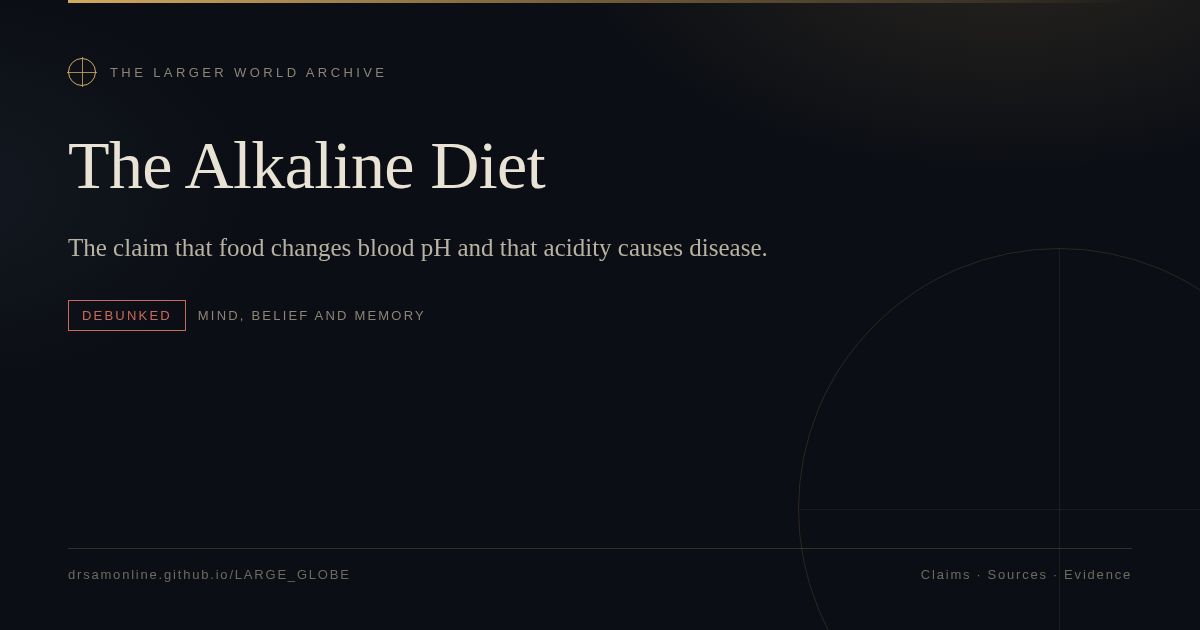 THE LARGER WORLD ARCHIVE
The Alkaline Diet
The claim that food changes blood pH and that acidity causes disease.
DEBUNKED MIND, BELIEF AND MEMORY
drsamonline.github.io/LARGE_GLOBE Claims · Sources · Evidence